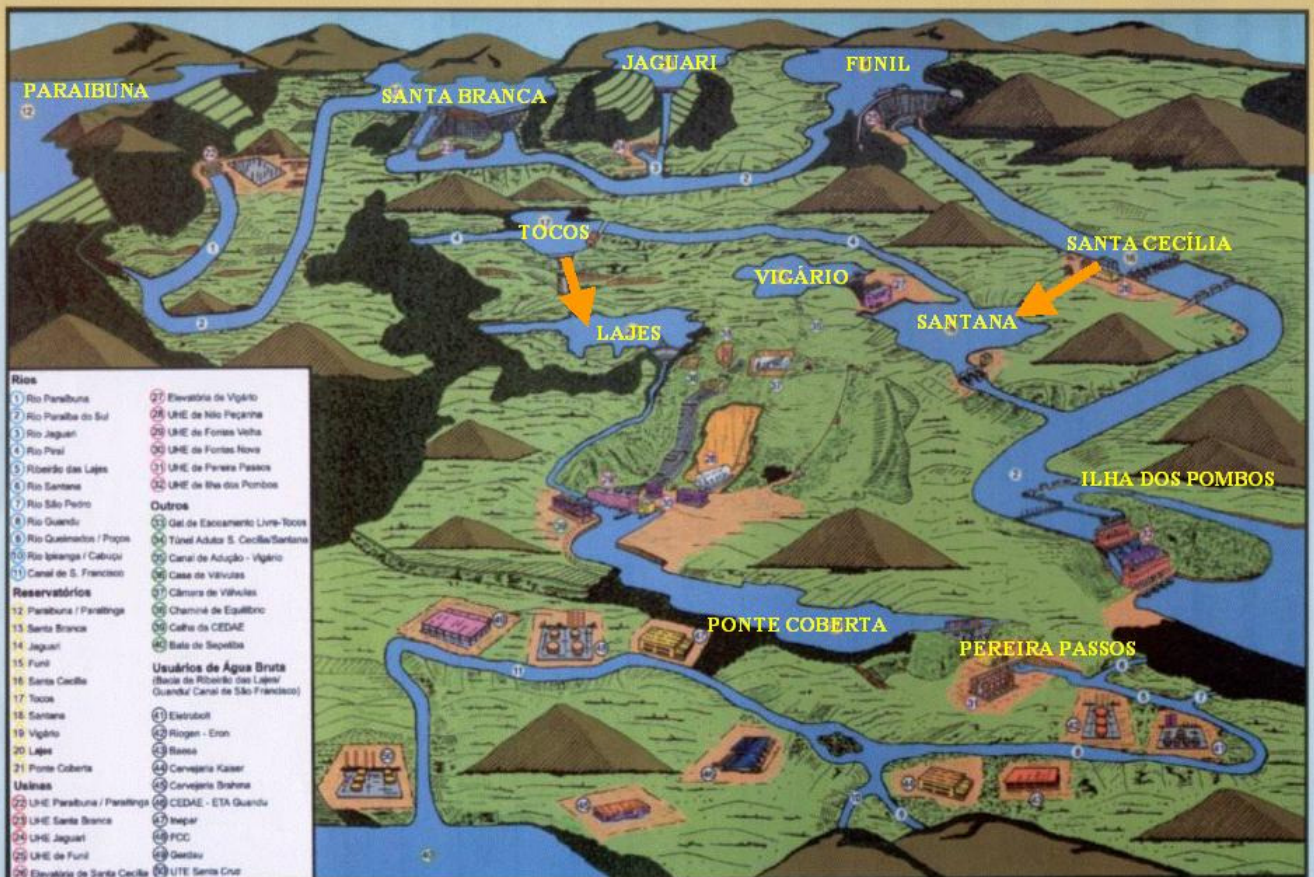 PARAIBUNA
SANTA BRANCA
JAGUARI
FUNIL
TOCOS
VIGÁRIO
SANTA CECÍLIA
LAJES
SANTANA
ILHA DOS POMBOS
PONTE COBERTA
PEREIRA PASSOS
Rios
1 Rio Paraibuna
2 Rio Paraíba do Sul
3 Rio Jaguari
4 Rio Piraí
5 Ribeirão das Lajes
6 Rio Santana
7 Rio São Pedro
8 Rio Guandu
9 Rio Queimados / Poços
10 Rio Ipiranga / Cabuçu
11 Canal de S. Francisco
Reservatórios
12 Paraibuna / Paraitinga
13 Santa Branca
14 Jaguari
15 Funil
16 Santa Cecília
17 Tocos
18 Santana
19 Vigário
20 Lajes
21 Ponte Coberta
Usinas
22 UHE Paraibuna / Paraitinga
23 UHE Santa Branca
24 UHE Jaguari
25 UHE de Funil
26 Elevatória de Santa Cecília
27 Elevatória de Vigário
28 UHE de Nilo Peçanha
29 UHE de Fontes Velha
30 UHE de Fontes Nova
31 UHE de Pereira Passos
32 UHE de Ilha dos Pombos
Outros
33 Gal de Escoamento Livre-Tocos
34 Túnel Adutor S. Cecília/Santana
35 Canal de Adução - Vigário
36 Casa de Válvulas
37 Câmara de Válvulas
38 Chaminé de Equilíbrio
39 Calha da CEDAE
40 Baía de Sepetiba
Usuários de Água Bruta
(Bacia de Ribeirão das Lajes/
Guandu/ Canal de São Francisco)
41 Eletrobolt
42 Riogen - Eron
43 Baesa
44 Cervejaria Kaiser
45 Cervejaria Brahma
46 CEDAE - ETA Guandu
47 Inepar
48 FCC
49 Gerdau
50 UTE Santa Cruz